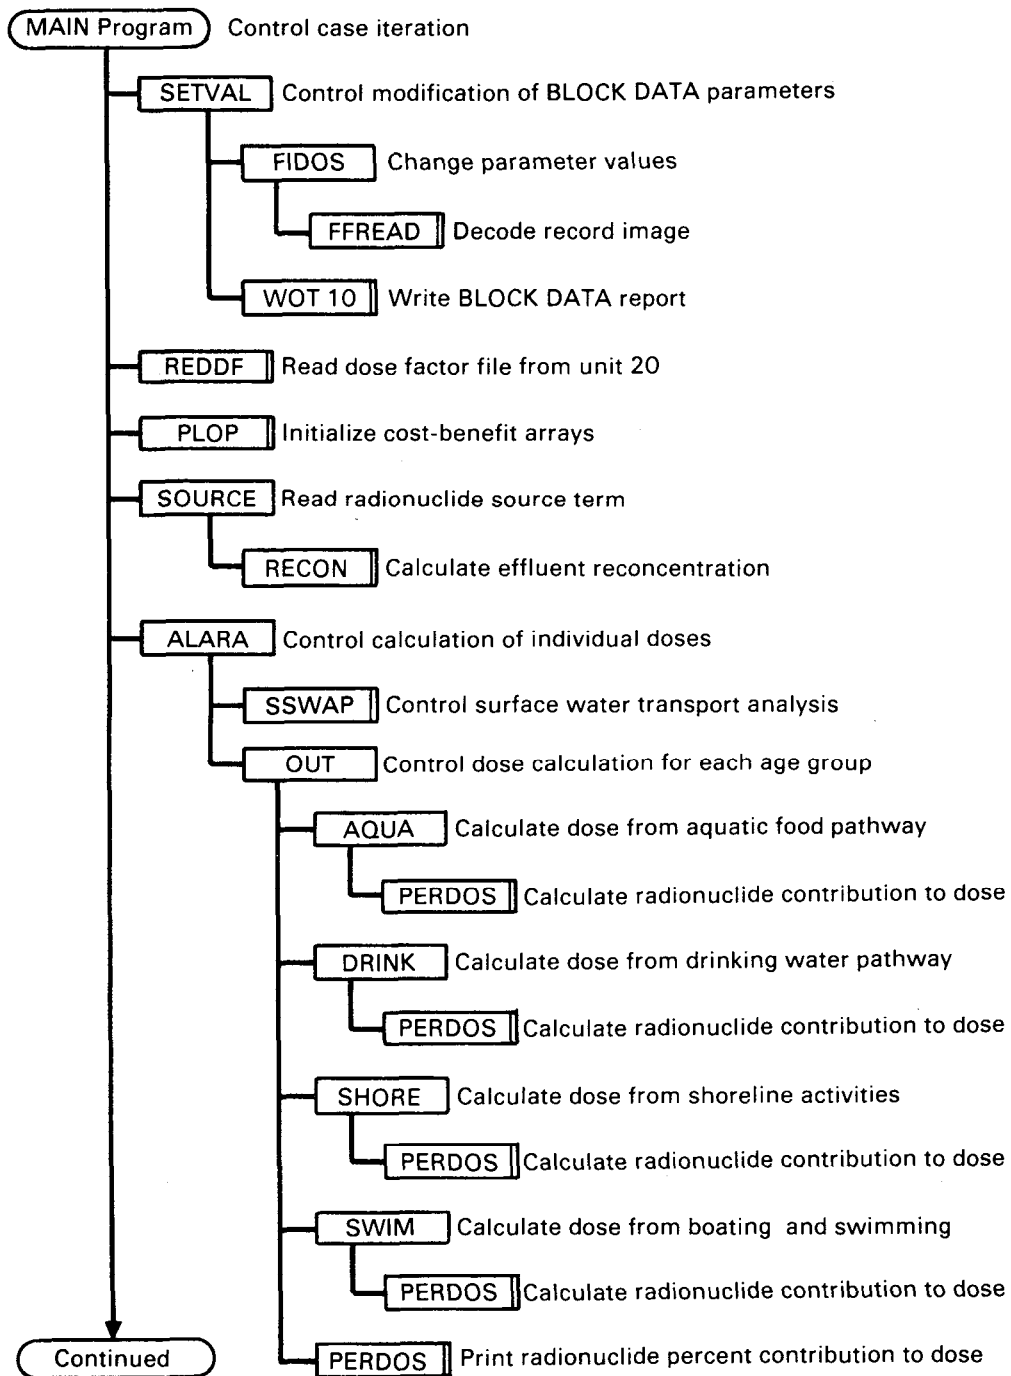 MAIN Program Control case iteration
SETVAL Control modification of BLOCK DATA parameters
FIDOS Change parameter values
FFREAD Decode record image
WOT 10 Write BLOCK DATA report
REDDF Read dose factor file from unit 20
PLOP Initialize cost-benefit arrays
SOURCE Read radionuclide source term
RECON Calculate effluent reconcentration
ALARA Control calculation of individual doses
SSWAP Control surface water transport analysis
OUT Control dose calculation for each age group
AQUA Calculate dose from aquatic food pathway
PERDOS Calculate radionuclide contribution to dose
DRINK Calculate dose from drinking water pathway
PERDOS Calculate radionuclide contribution to dose
SHORE Calculate dose from shoreline activities
PERDOS Calculate radionuclide contribution to dose
SWIM Calculate dose from boating and swimming
PERDOS Calculate radionuclide contribution to dose
Continued PERDOS Print radionuclide percent contribution to dose